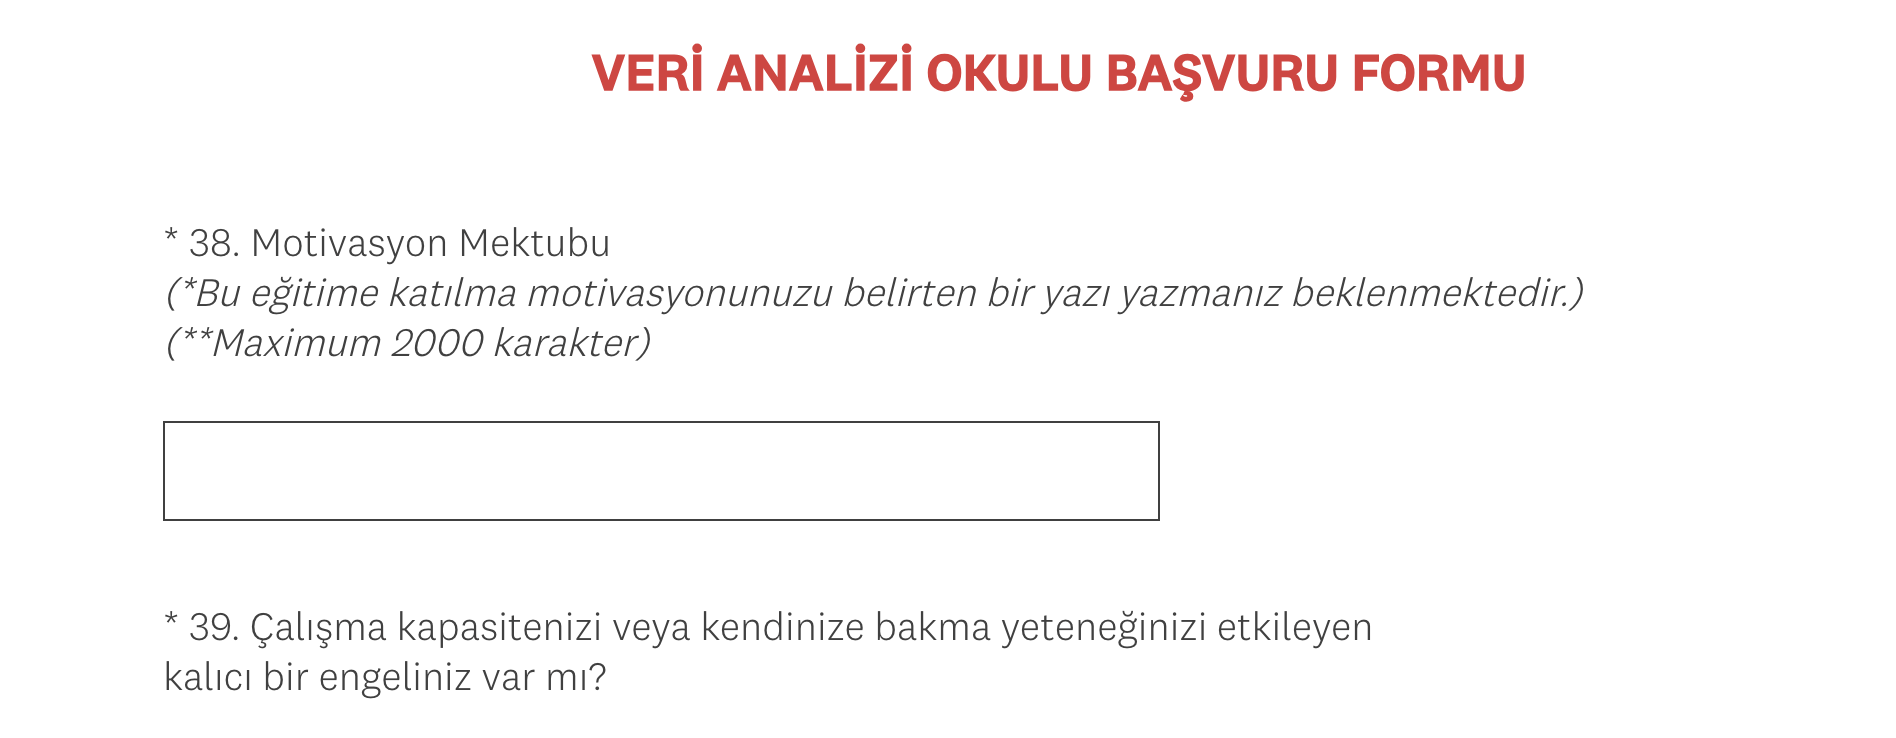 VERİ ANALİZİ OKULU BAŞVURU FORMU
* 38. Motivasyon Mektubu
(*Bu eğitime katılma motivasyonunuzu belirten bir yazı yazmanız beklenmektedir.)
(**Maximum 2000 karakter)
* 39. Çalışma kapasitenizi veya kendinize bakma yeteneğinizi etkileyen
kalıcı bir engeliniz var mı?